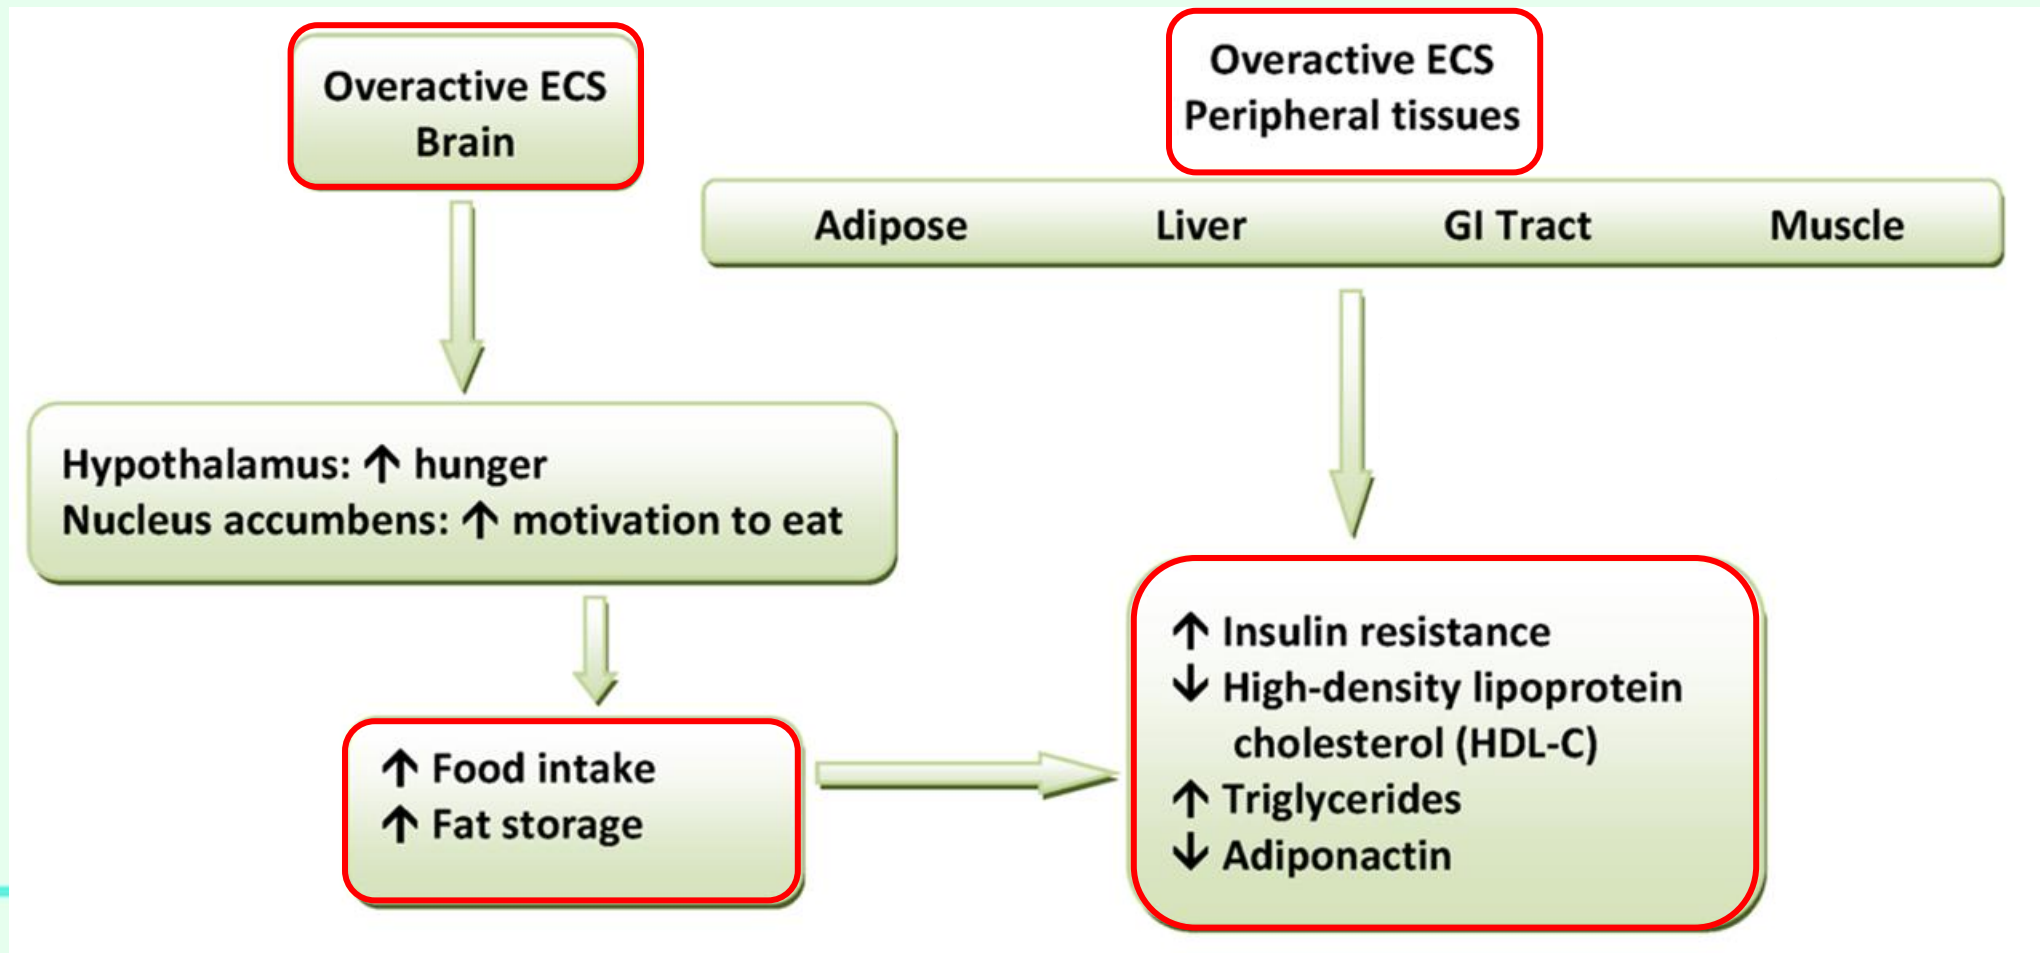 Overactive ECS
Brain
Overactive ECS
Peripheral tissues
Adipose Liver GI Tract Muscle
Hypothalamus: ↑ hunger
Nucleus accumbens: ↑ motivation to eat
↑ Food intake
↑ Fat storage
↑ Insulin resistance
↓ High-density lipoprotein
cholesterol (HDL-C)
↑ Triglycerides
↓ Adiponactin